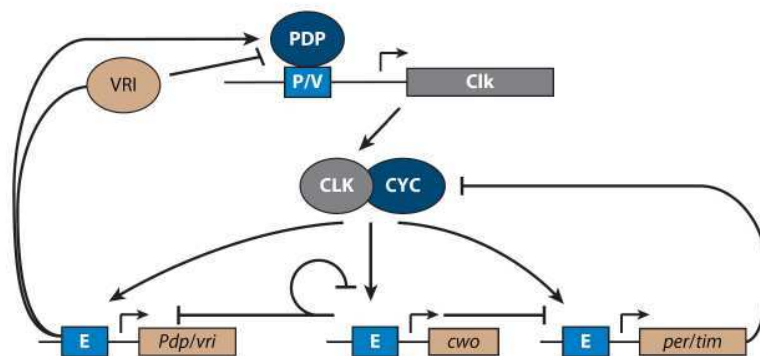 PDP
VRI
P/V
Clk
CLK
CYC
E
Pdp/vri
E
cwo
E
per/tim